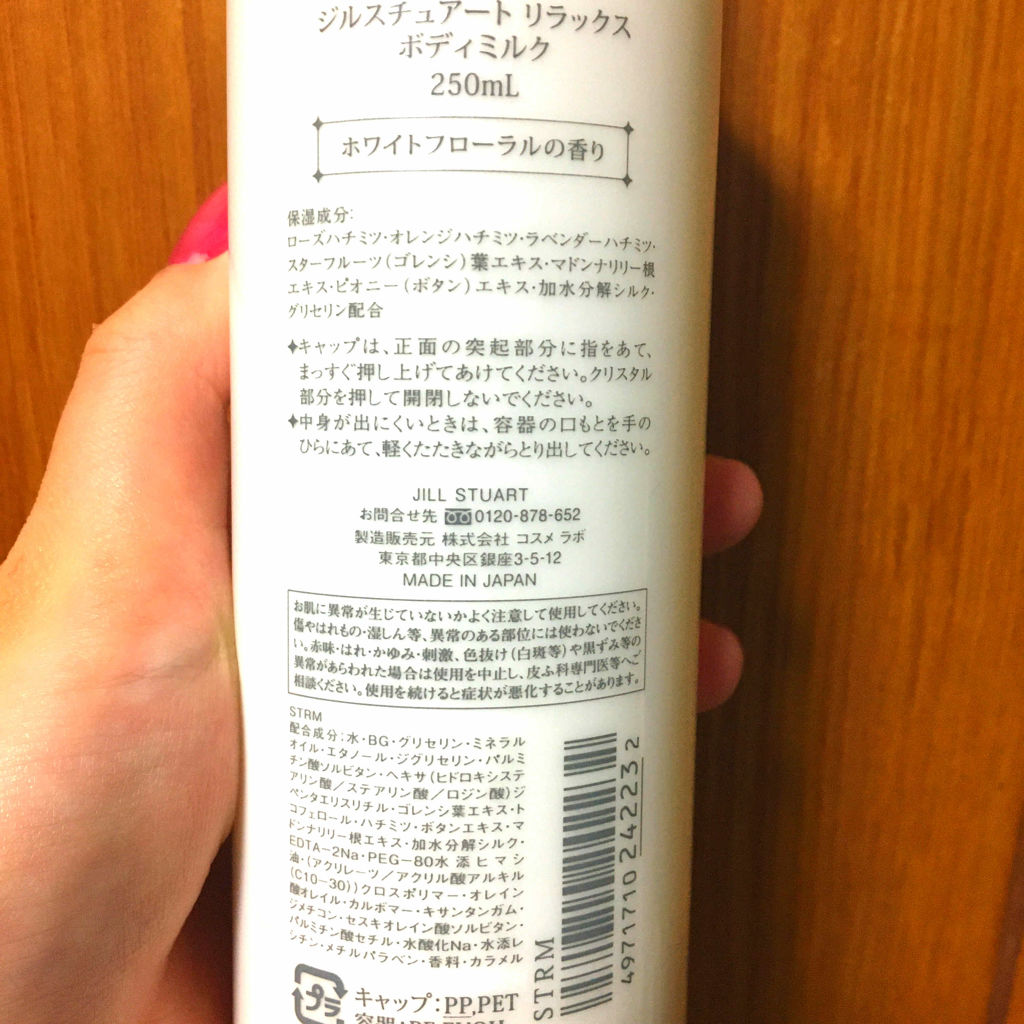 ジルスチュアート リラックス
ボディミルク
250mL
ホワイトフローラルの香り
保湿成分:
ローズハチミツ・オレンジハチミツ・ラベンダーハチミツ・
スターフルーツ(ゴレンシ)葉エキス・マドンナリリー根
エキス・ピオニー(ボタン)エキス・加水分解シルク・
グリセリン配合
✦キャップは、正面の突起部分に指をあて、
まっすぐ押し上げてあけてください。クリスタル
部分を押して開閉しないでください。
✦中身が出にくいときは、容器の口もとを手の
ひらにあて、軽くたたきながらとり出してください。
JILL STUART
お問合せ先 0120-878-652
製造販売元 株式会社 コスメ ラボ
東京都中央区銀座3-5-12
MADE IN JAPAN
お肌に異常が生じていないかよく注意して使用してください。
傷やはれもの・湿しん等、異常のある部位には使わないでくださ
い。赤味・はれ・かゆみ・刺激、色抜け(白斑等)や黒ずみ等の
異常があらわれた場合は使用を中止し、皮ふ科専門医等へご
相談ください。使用を続けると症状が悪化することがあります。
STRM
配合成分:水・BG・グリセリン・ミネラル
オイル・エタノール・ジグリセリン・パルミ
チン酸ソルビタン・ヘキサ(ヒドロキシステ
アリン酸/ステアリン酸/ロジン酸)ジ
ペンタエリスリチル・ゴレンシ葉エキス・ト
コフェロール・ハチミツ・ボタンエキス・マ
ドンナリリー根エキス・加水分解シルク・
EDTA-2Na・PEG-80水添ヒマシ
油・(アクリレーツ/アクリル酸アルキル
(C10-30))クロスポリマー・オレイン
酸オレイル・カルボマー・キサンタンガム・
ジメチコン・セスキオレイン酸ソルビタン・
パルミチン酸セチル・水酸化Na・水添レ
シチン・メチルパラベン・香料・カラメル
STRM
4971710242232
プラ
キャップ:PP,PET